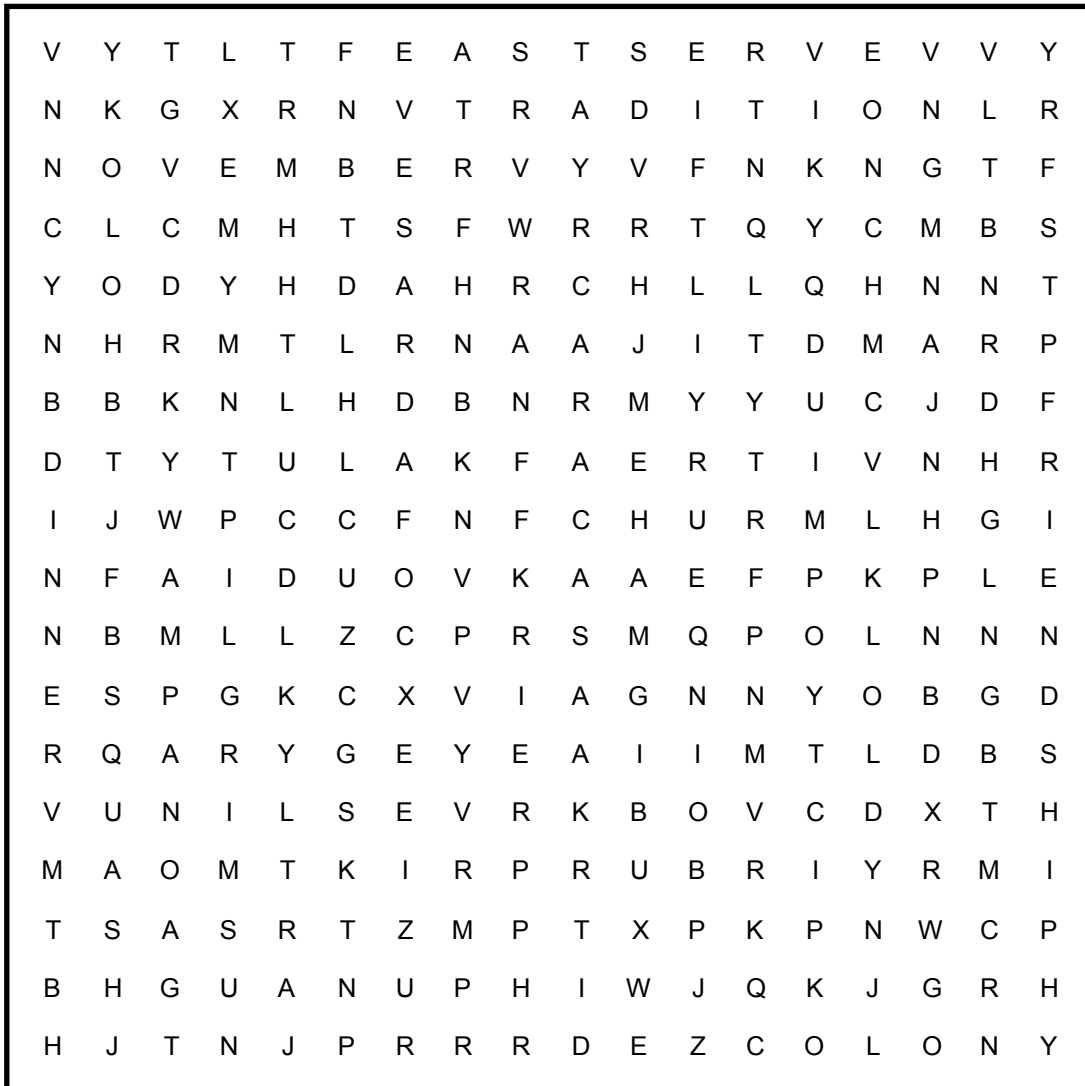 V Y T L T F E A S T S E R V E V V Y
N K G X R N V T R A D I T I O N L R
N O V E M B E R V Y V F N K N G T F
C L C M H T S F W R R T Q Y C M B S
Y O D Y H D A H R C H L L Q H N N T
N H R M T L R N A A J I T D M A R P
B B K N L H D B N R M Y Y U C J D F
D T Y T U L A K F A E R T I V N H R
I J W P C C F N F C H U R M L H G I
N F A I D U O V K A A E F P K P L E
N B M L L Z C P R S M Q P O L N N N
E S P G K C X V I A G N N Y O B G D
R Q A R Y G E Y E A I I M T L D B S
V U N I L S E V R K B O V C D X T H
M A O M T K I R P R U B R I Y R M I
T S A S R T Z M P T X P K P N W C P
B H G U A N U P H I W J Q K J G R H
H J T N J P R R R D E Z C O L O N Y